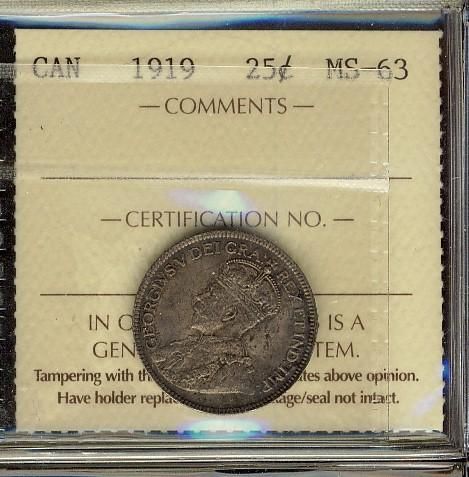 CAN 1919 25¢ MS-63
— COMMENTS —
— CERTIFICATION NO. —
GEORGIVS V DEI GRA: REX ET IND: IMP:
IN O IS A
GEN TEM.
Tampering with th tes above opinion.
Have holder repla age/seal not intact.